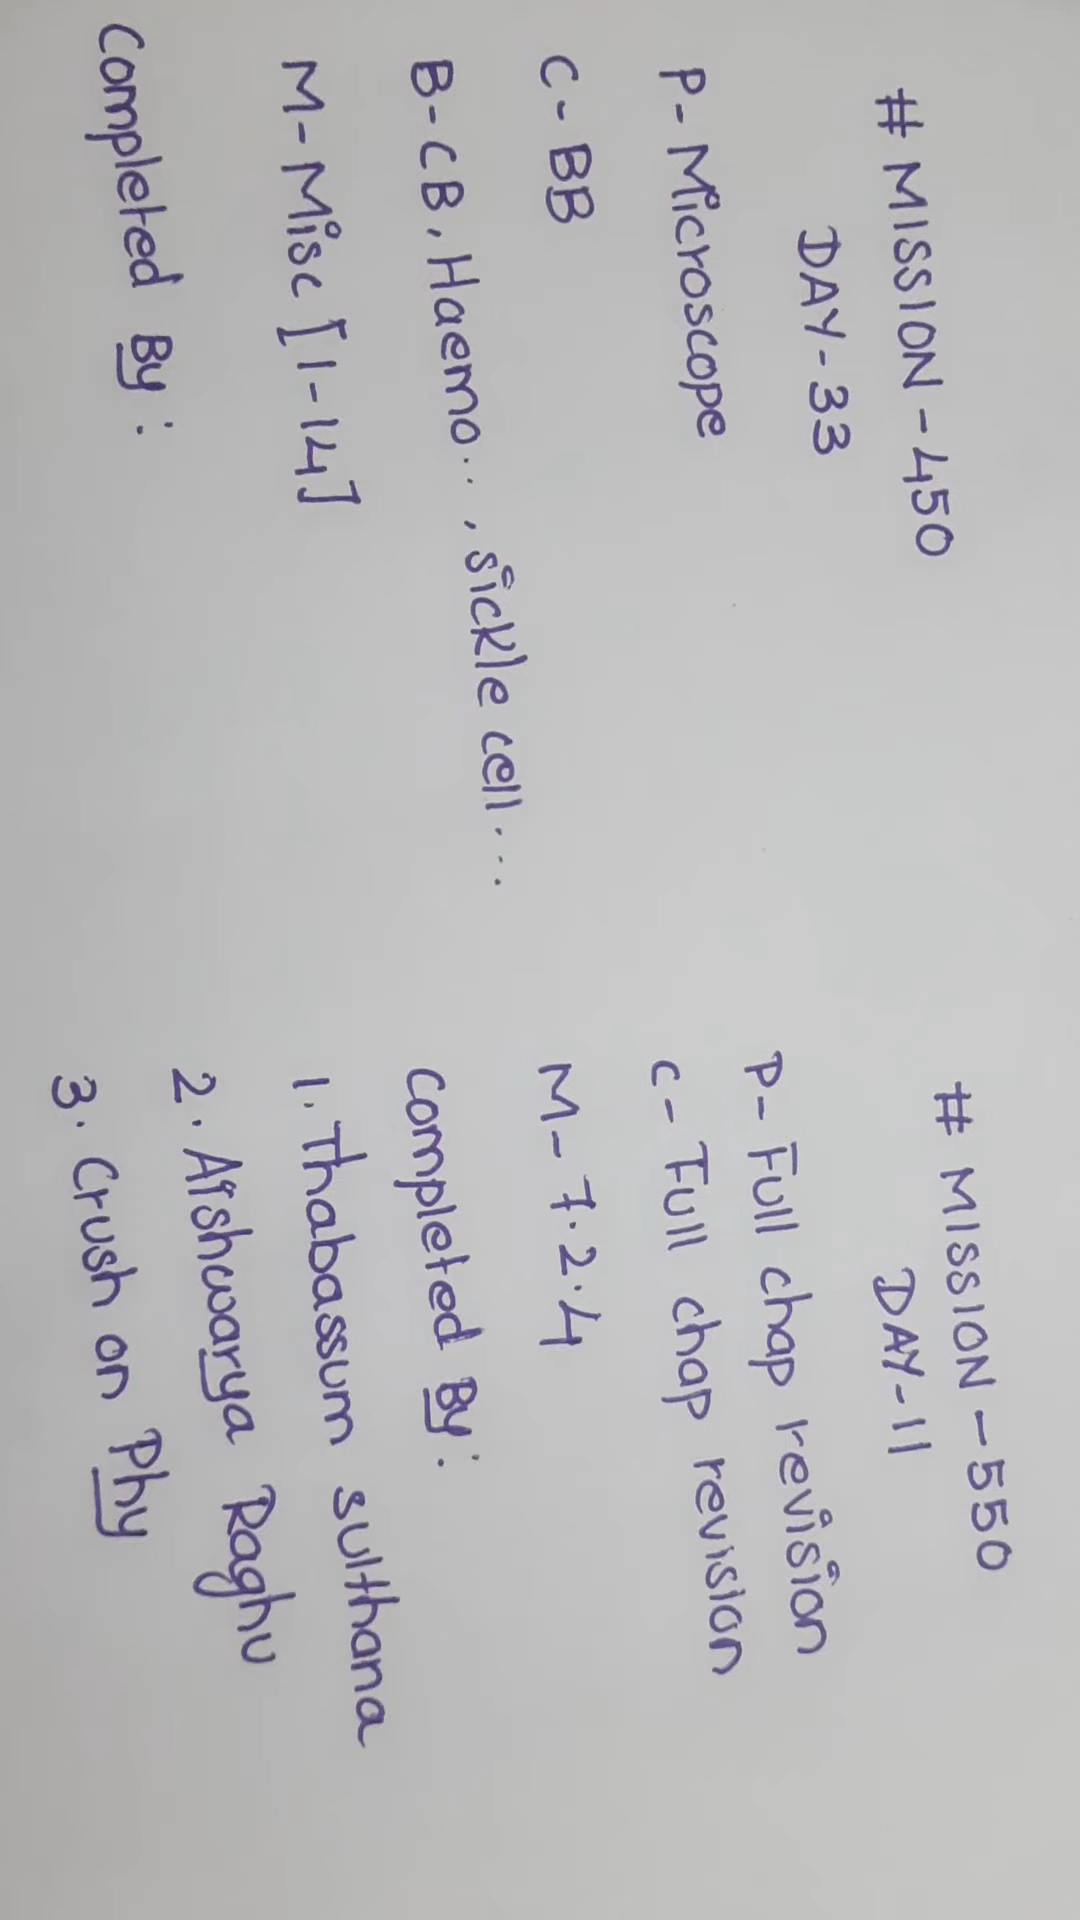 # MISSION - 450
DAY - 33
P - Microscope
C - BB
B - CB, Haemo.., sickle cell...
M - Misc [1-14]
Completed By :
# MISSION - 550
DAY - 11
P - Full chap revision
C - Full chap revision
M - 7.2.4
Completed By :
1. Thabassum sulthana
2. Aishwarya Raghu
3. Crush on Phy